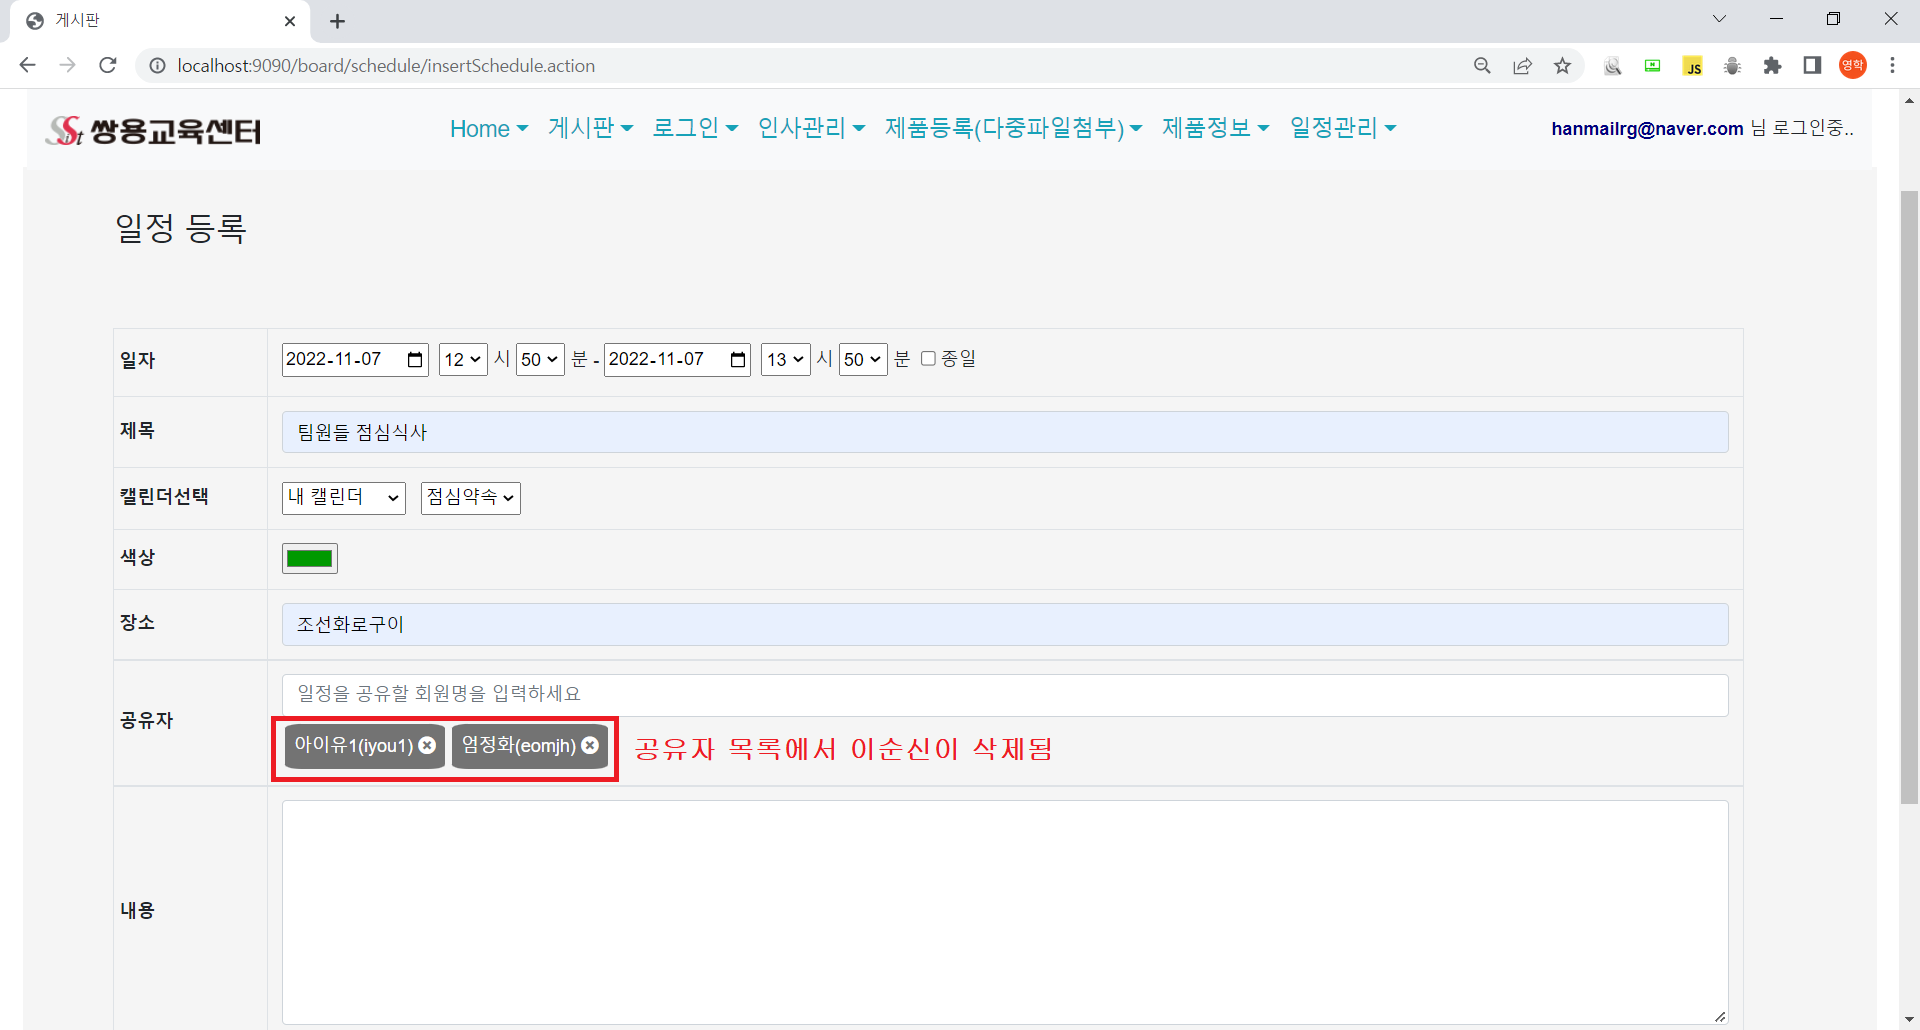 게시판
localhost:9090/board/schedule/insertSchedule.action
JS
영학
Sist 쌍용교육센터 Home 게시판 로그인 인사관리 제품등록(다중파일첨부) 제품정보 일정관리 hanmailrg@naver.com 님 로그인중..
일정 등록
일자 2022-11-07 12 시 50 분 - 2022-11-07 13 시 50 분 종일
제목 팀원들 점심식사
캘린더선택 내 캘린더 점심약속
색상
장소 조선화로구이
공유자 일정을 공유할 회원명을 입력하세요
아이유1(iyou1) 엄정화(eomjh) 공유자 목록에서 이순신이 삭제됨
내용